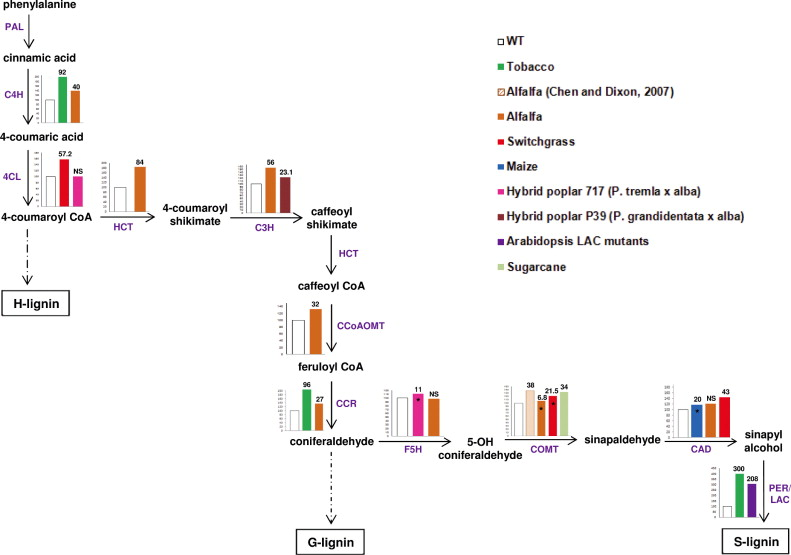 phenylalanine
PAL
cinnamic acid
C4H
92
40
4-coumaric acid
4CL
57.2
NS
4-coumaroyl CoA
84
HCT
4-coumaroyl
shikimate
56
23.1
C3H
caffeoyl
shikimate
HCT
caffeoyl CoA
H-lignin
32
CCoAOMT
feruloyl CoA
96
27
CCR
coniferaldehyde
11
NS
*
F5H
5-OH
coniferaldehyde
38
6.8
21.5
34
*
*
COMT
sinapaldehyde
20
NS
43
*
CAD
sinapyl
alcohol
300
208
PER/
LAC
G-lignin
S-lignin
WT
Tobacco
Alfalfa (Chen and Dixon, 2007)
Alfalfa
Switchgrass
Maize
Hybrid poplar 717 (P. tremla x alba)
Hybrid poplar P39 (P. grandidentata x alba)
Arabidopsis LAC mutants
Sugarcane